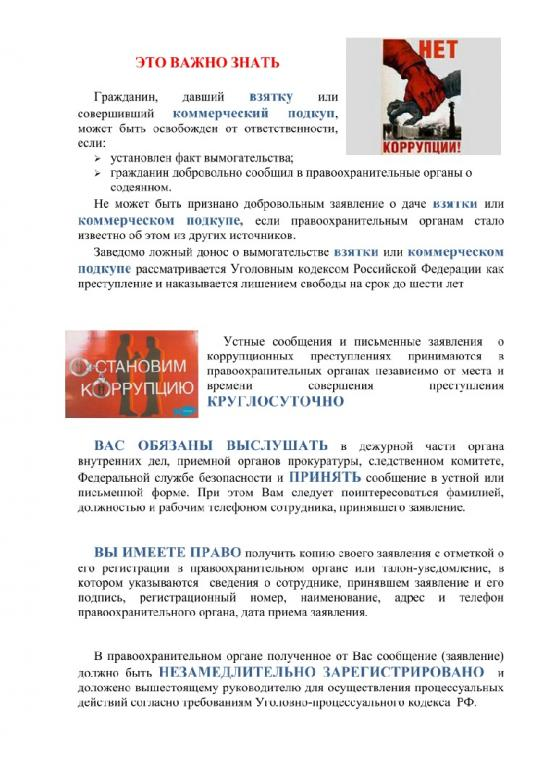 ЭТО ВАЖНО ЗНАТЬ
НЕТ
КОРРУПЦИИ!
Гражданин, давший взятку или
совершивший коммерческий подкуп,
может быть освобожден от ответственности,
если:
установлен факт вымогательства;
гражданин добровольно сообщил в правоохранительные органы о
содеянном.
Не может быть признано добровольным заявление о даче взятки или
коммерческом подкупе, если правоохранительным органам стало
известно об этом из других источников.
Заведомо ложный донос о вымогательстве взятки или коммерческом
подкупе рассматривается Уголовным кодексом Российской Федерации как
преступление и наказывается лишением свободы на срок до шести лет
ОСТАНОВИМ
КОРРУПЦИЮ
Устные сообщения и письменные заявления о
коррупционных преступлениях принимаются в
правоохранительных органах независимо от места и
времени совершения преступления
КРУГЛОСУТОЧНО
ВАС ОБЯЗАНЫ ВЫСЛУШАТЬ в дежурной части органа
внутренних дел, приемной органов прокуратуры, следственном комитете,
Федеральной службе безопасности и ПРИНЯТЬ сообщение в устной или
письменной форме. При этом Вам следует поинтересоваться фамилией,
должностью и рабочим телефоном сотрудника, принявшего заявление.
ВЫ ИМЕЕТЕ ПРАВО получить копию своего заявления с отметкой о
его регистрации в правоохранительном органе или талон-уведомление, в
котором указываются сведения о сотруднике, принявшем заявление и его
подпись, регистрационный номер, наименование, адрес и телефон
правоохранительного органа, дата приема заявления.
В правоохранительном органе полученное от Вас сообщение (заявление)
должно быть НЕЗАМЕДЛИТЕЛЬНО ЗАРЕГИСТРИРОВАНО и
доложено вышестоящему руководителю для осуществления процессуальных
действий согласно требованиям Уголовно-процессуального кодекса РФ.